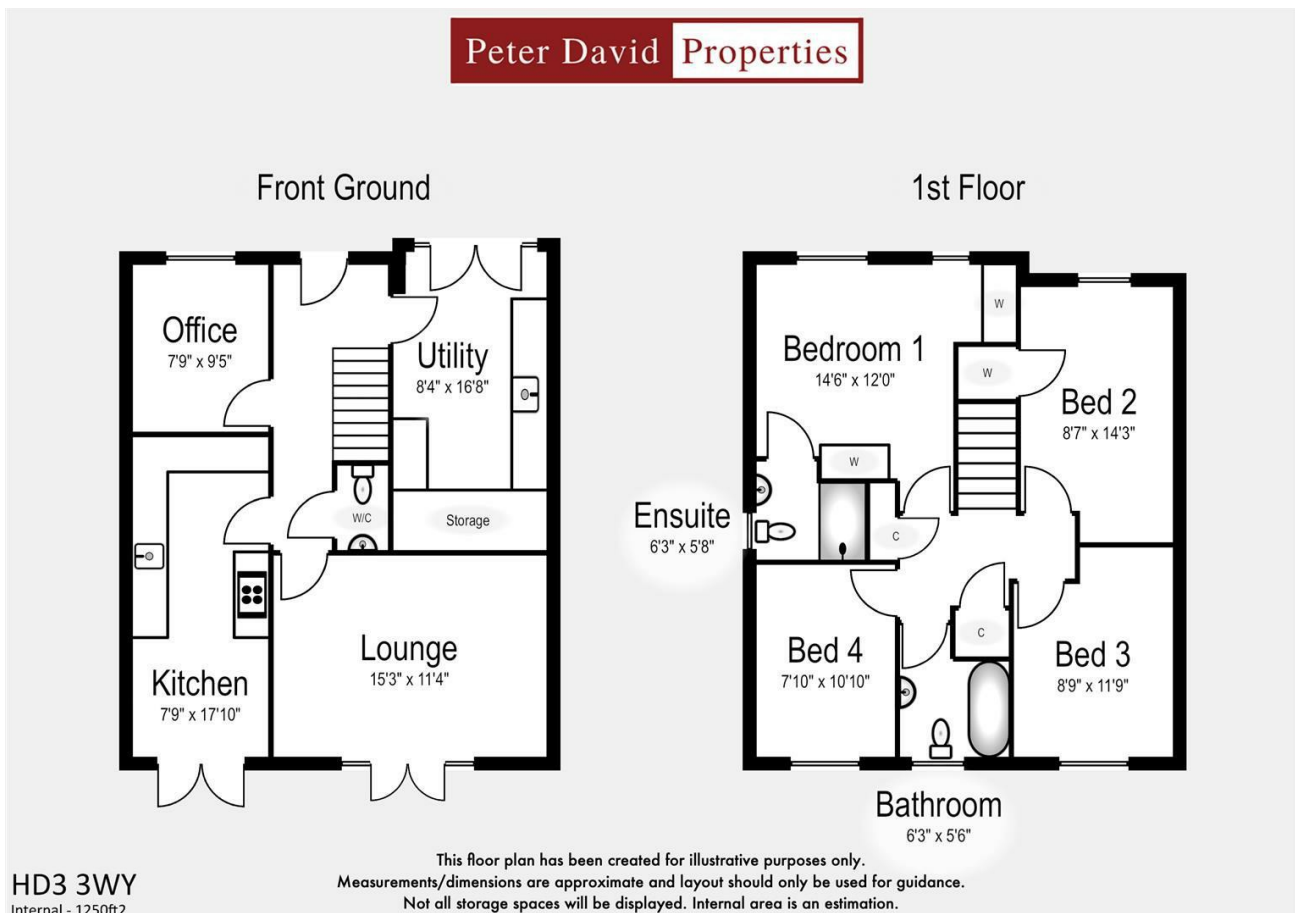 Peter David Properties
Front Ground
1st Floor
Office
7'9" x 9'5"
Utility
8'4" x 16'8"
W/C
Storage
Kitchen
7'9" x 17'10"
Lounge
15'3" x 11'4"
Bedroom 1
14'6" x 12'0"
W
W
W
Bed 2
8'7" x 14'3"
Ensuite
6'3" x 5'8"
C
Bed 4
7'10" x 10'10"
C
Bed 3
8'9" x 11'9"
Bathroom
6'3" x 5'6"
This floor plan has been created for illustrative purposes only.
Measurements/dimensions are approximate and layout should only be used for guidance.
Not all storage spaces will be displayed. Internal area is an estimation.
HD3 3WY
Internal - 1250ft2